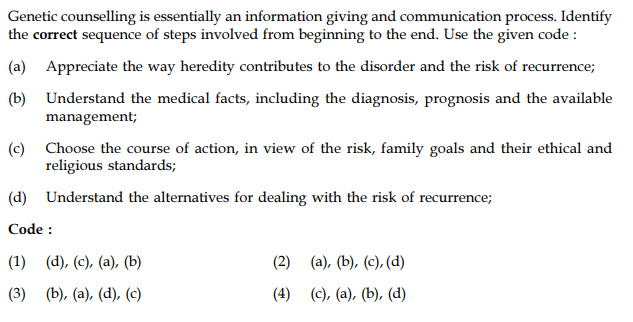 Genetic counselling is essentially an information giving and communication process. Identify
the correct sequence of steps involved from beginning to the end. Use the given code :
(a) Appreciate the way heredity contributes to the disorder and the risk of recurrence;
(b) Understand the medical facts, including the diagnosis, prognosis and the available
management;
(c) Choose the course of action, in view of the risk, family goals and their ethical and
religious standards;
(d) Understand the alternatives for dealing with the risk of recurrence;
Code :
(1) (d), (c), (a), (b) (2) (a), (b), (c), (d)
(3) (b), (a), (d), (c) (4) (c), (a), (b), (d)